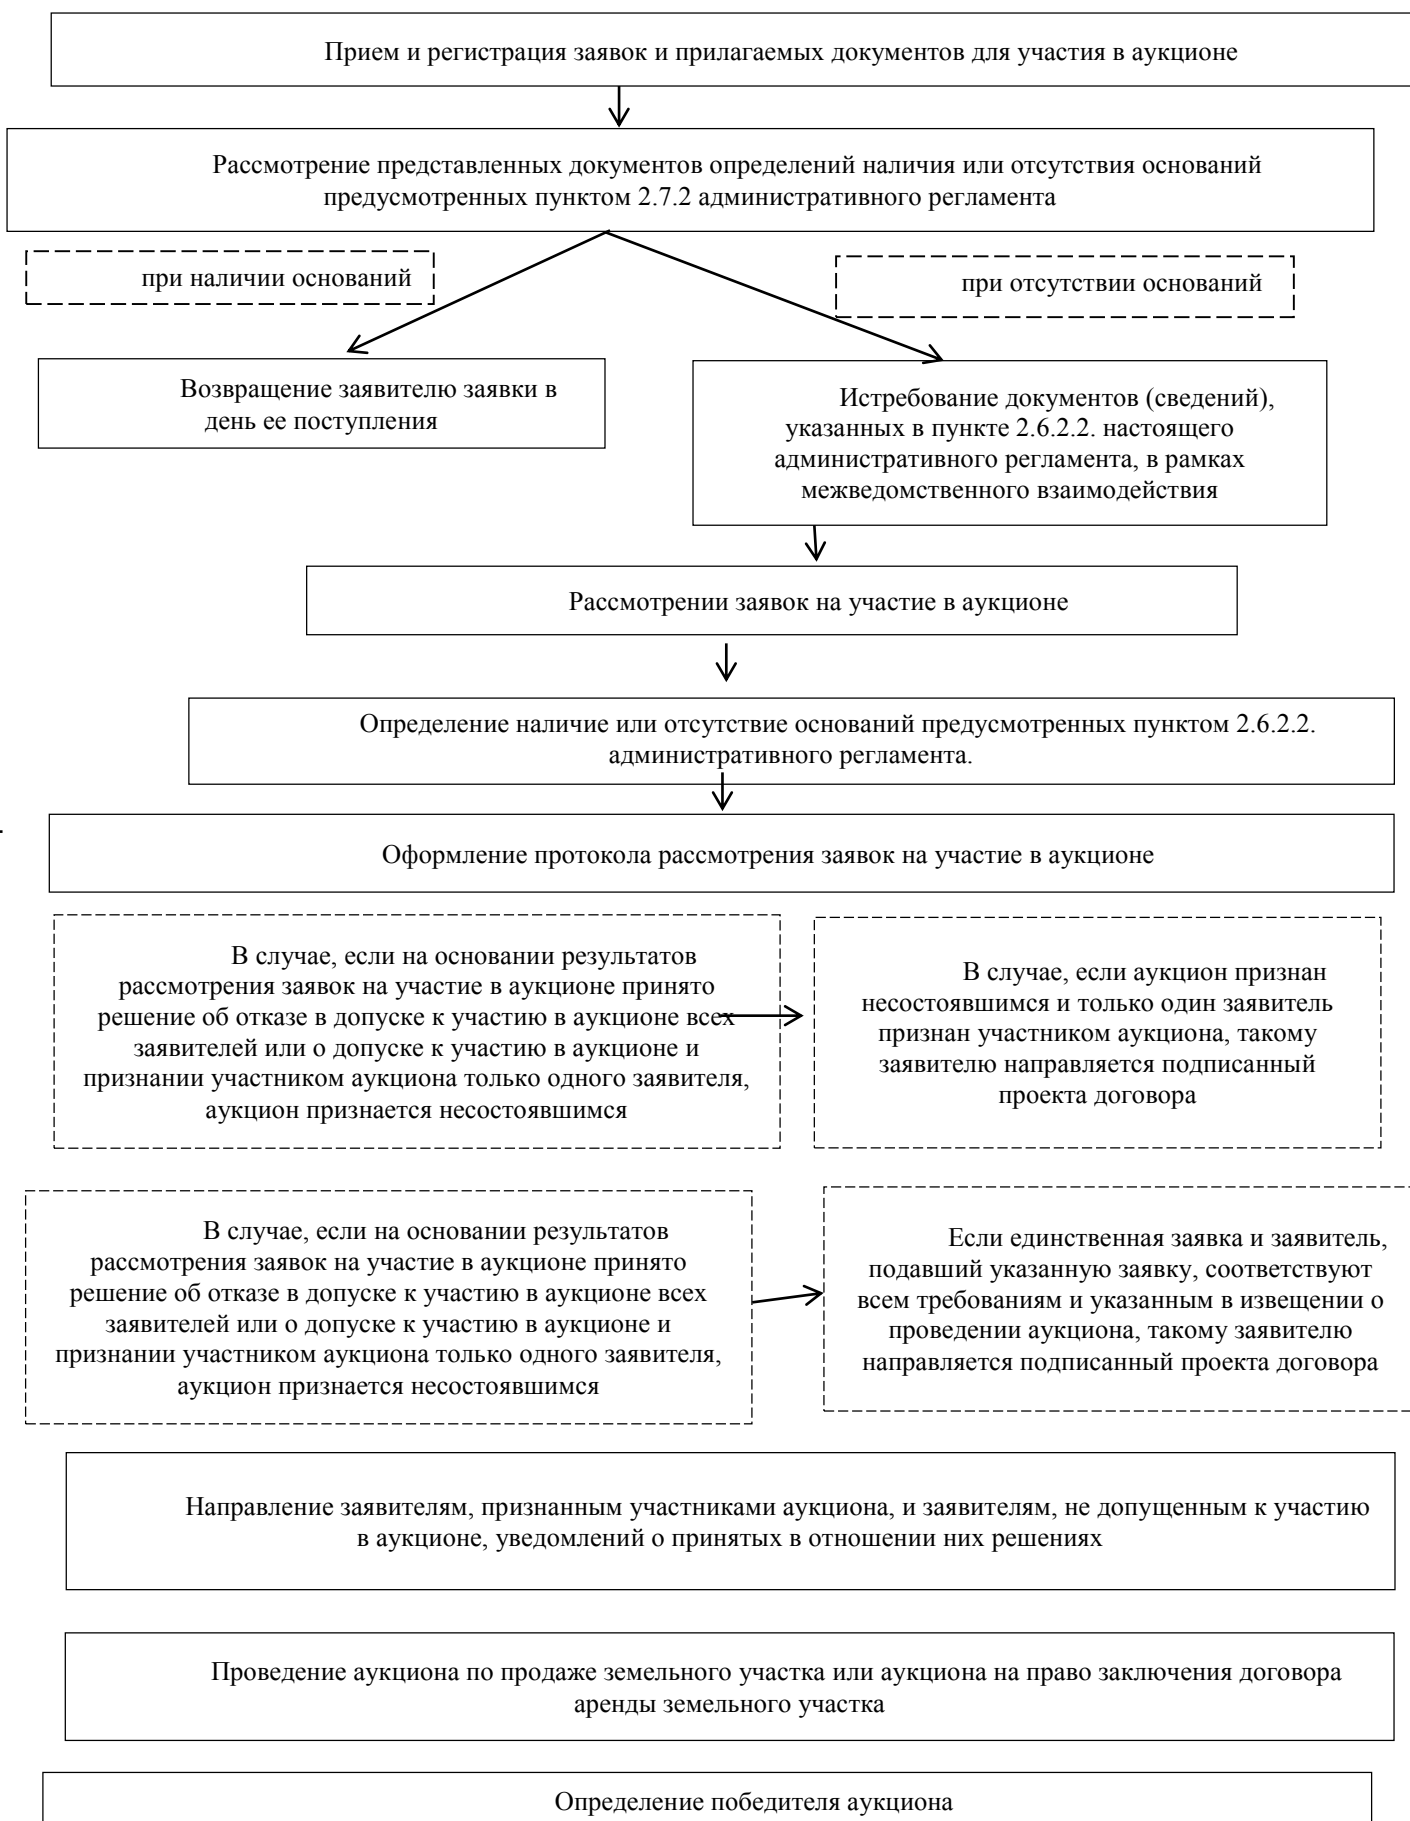 Прием и регистрация заявок и прилагаемых документов для участия в аукционе
Рассмотрение представленных документов определений наличия или отсутствия оснований
предусмотренных пунктом 2.7.2 административного регламента
при наличии оснований
при отсутствии оснований
Возвращение заявителю заявки в
день ее поступления
Истребование документов (сведений),
указанных в пункте 2.6.2.2. настоящего
административного регламента, в рамках
межведомственного взаимодействия
Рассмотрении заявок на участие в аукционе
Определение наличие или отсутствие оснований предусмотренных пунктом 2.6.2.2.
административного регламента.
.
Оформление протокола рассмотрения заявок на участие в аукционе
В случае, если на основании результатов
рассмотрения заявок на участие в аукционе принято
решение об отказе в допуске к участию в аукционе всех
заявителей или о допуске к участию в аукционе и
признании участником аукциона только одного заявителя,
аукцион признается несостоявшимся
В случае, если аукцион признан
несостоявшимся и только один заявитель
признан участником аукциона, такому
заявителю направляется подписанный
проекта договора
В случае, если на основании результатов
рассмотрения заявок на участие в аукционе принято
решение об отказе в допуске к участию в аукционе всех
заявителей или о допуске к участию в аукционе и
признании участником аукциона только одного заявителя,
аукцион признается несостоявшимся
Если единственная заявка и заявитель,
подавший указанную заявку, соответствуют
всем требованиям и указанным в извещении о
проведении аукциона, такому заявителю
направляется подписанный проекта договора
Направление заявителям, признанным участниками аукциона, и заявителям, не допущенным к участию
в аукционе, уведомлений о принятых в отношении них решениях
Проведение аукциона по продаже земельного участка или аукциона на право заключения договора
аренды земельного участка
Определение победителя аукциона